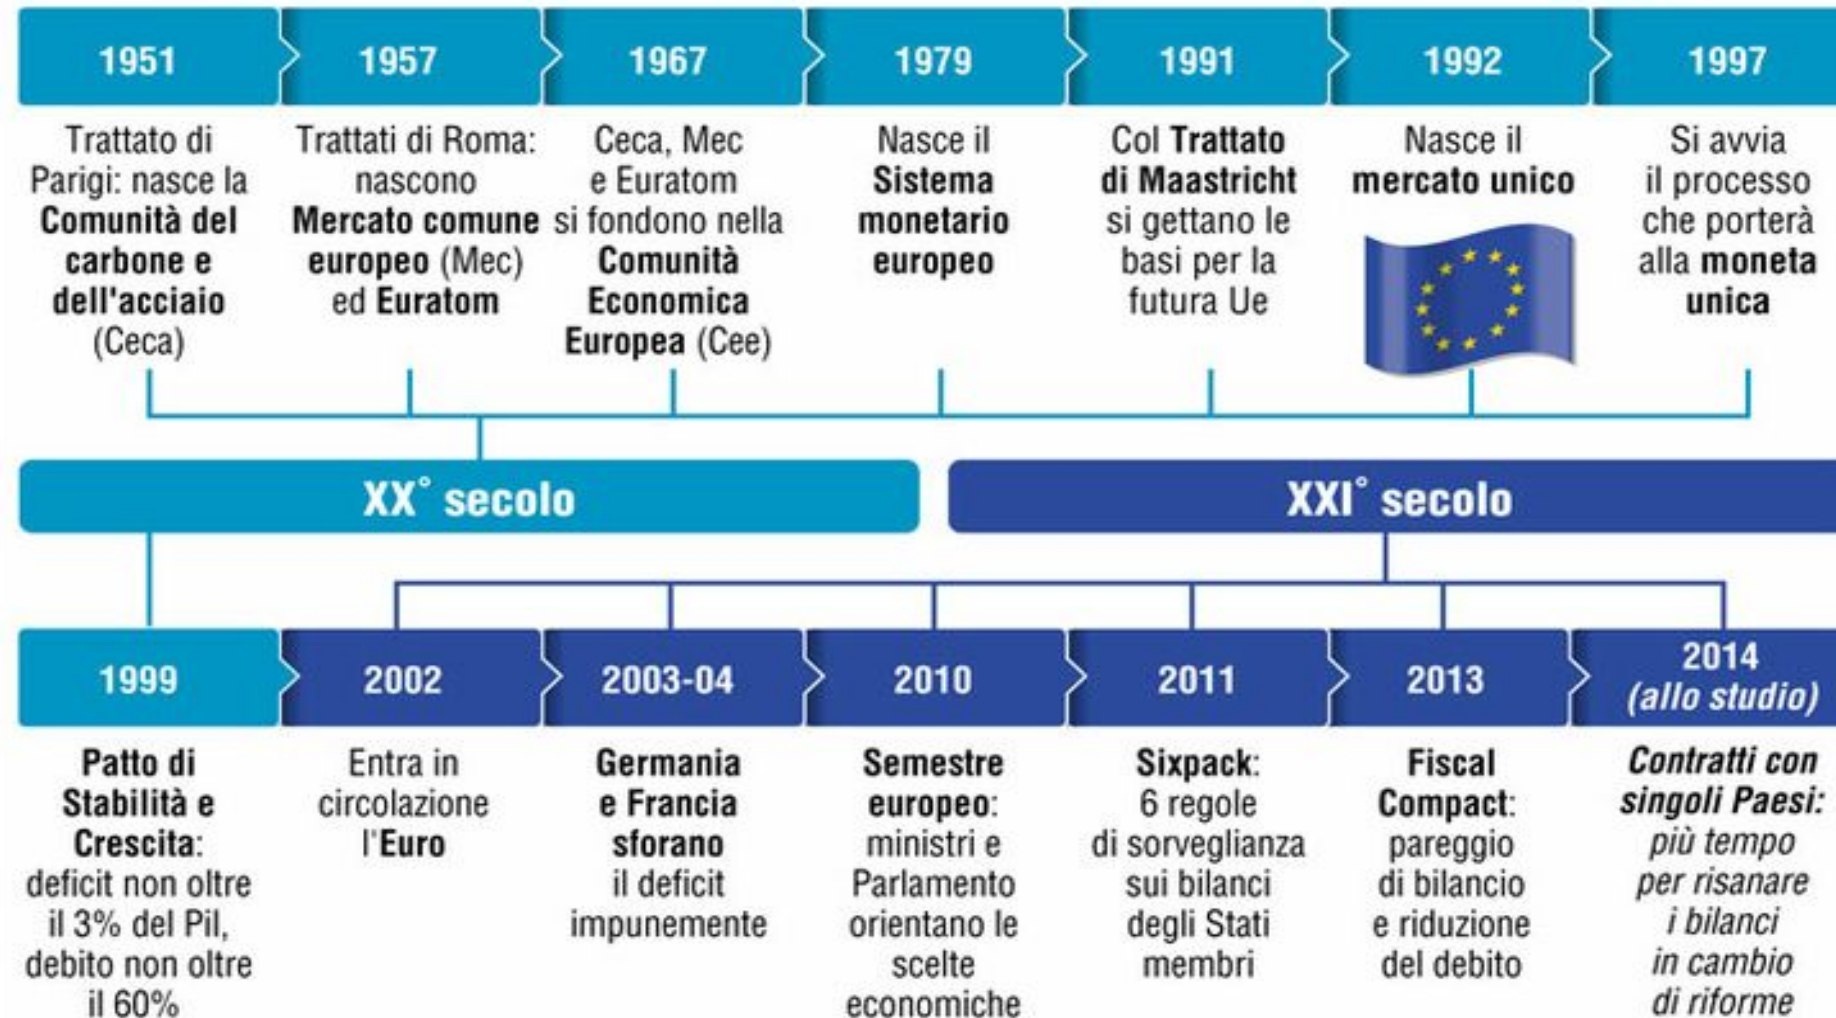 1951
Trattato di
Parigi: nasce la
Comunità del
carbone e
dell'acciaio
(Ceca)
1957
Trattati di Roma:
nascono
Mercato comune
europeo (Mec)
ed Euratom
1967
Ceca, Mec
e Euratom
si fondono nella
Comunità
Economica
Europea (Cee)
1979
Nasce il
Sistema
monetario
europeo
1991
Col Trattato
di Maastricht
si gettano le
basi per la
futura Ue
1992
Nasce il
mercato unico
1997
Si avvia
il processo
che porterà
alla moneta
unica
XX° secolo
XXI° secolo
1999
Patto di
Stabilità e
Crescita:
deficit non oltre
il 3% del Pil,
debito non oltre
il 60%
2002
Entra in
circolazione
l'Euro
2003-04
Germania
e Francia
sforano
il deficit
impunemente
2010
Semestre
europeo:
ministri e
Parlamento
orientano le
scelte
economiche
2011
Sixpack:
6 regole
di sorveglianza
sui bilanci
degli Stati
membri
2013
Fiscal
Compact:
pareggio
di bilancio
e riduzione
del debito
2014
(allo studio)
Contratti con
singoli Paesi:
più tempo
per risanare
i bilanci
in cambio
di riforme